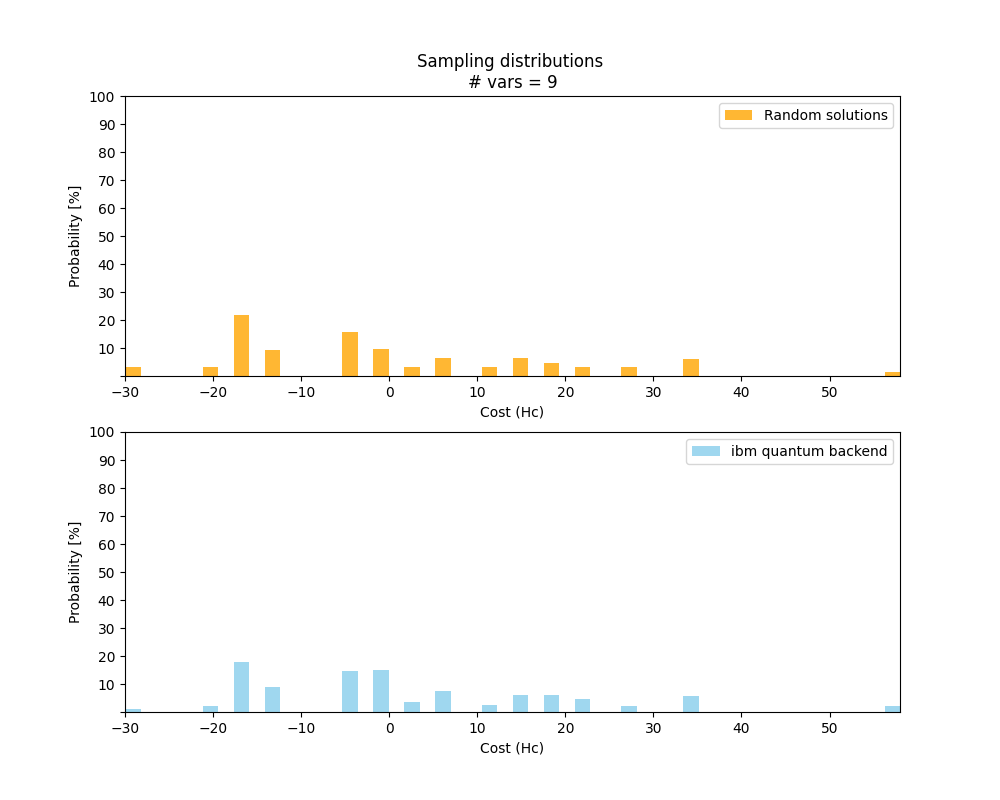 Sampling distributions
# vars = 9
100
90
80
70
60
50
40
30
20
10
Probability [%]
Random solutions
−30 −20 −10 0 10 20 30 40 50
Cost (Hc)
100
90
80
70
60
50
40
30
20
10
Probability [%]
ibm quantum backend
−30 −20 −10 0 10 20 30 40 50
Cost (Hc)